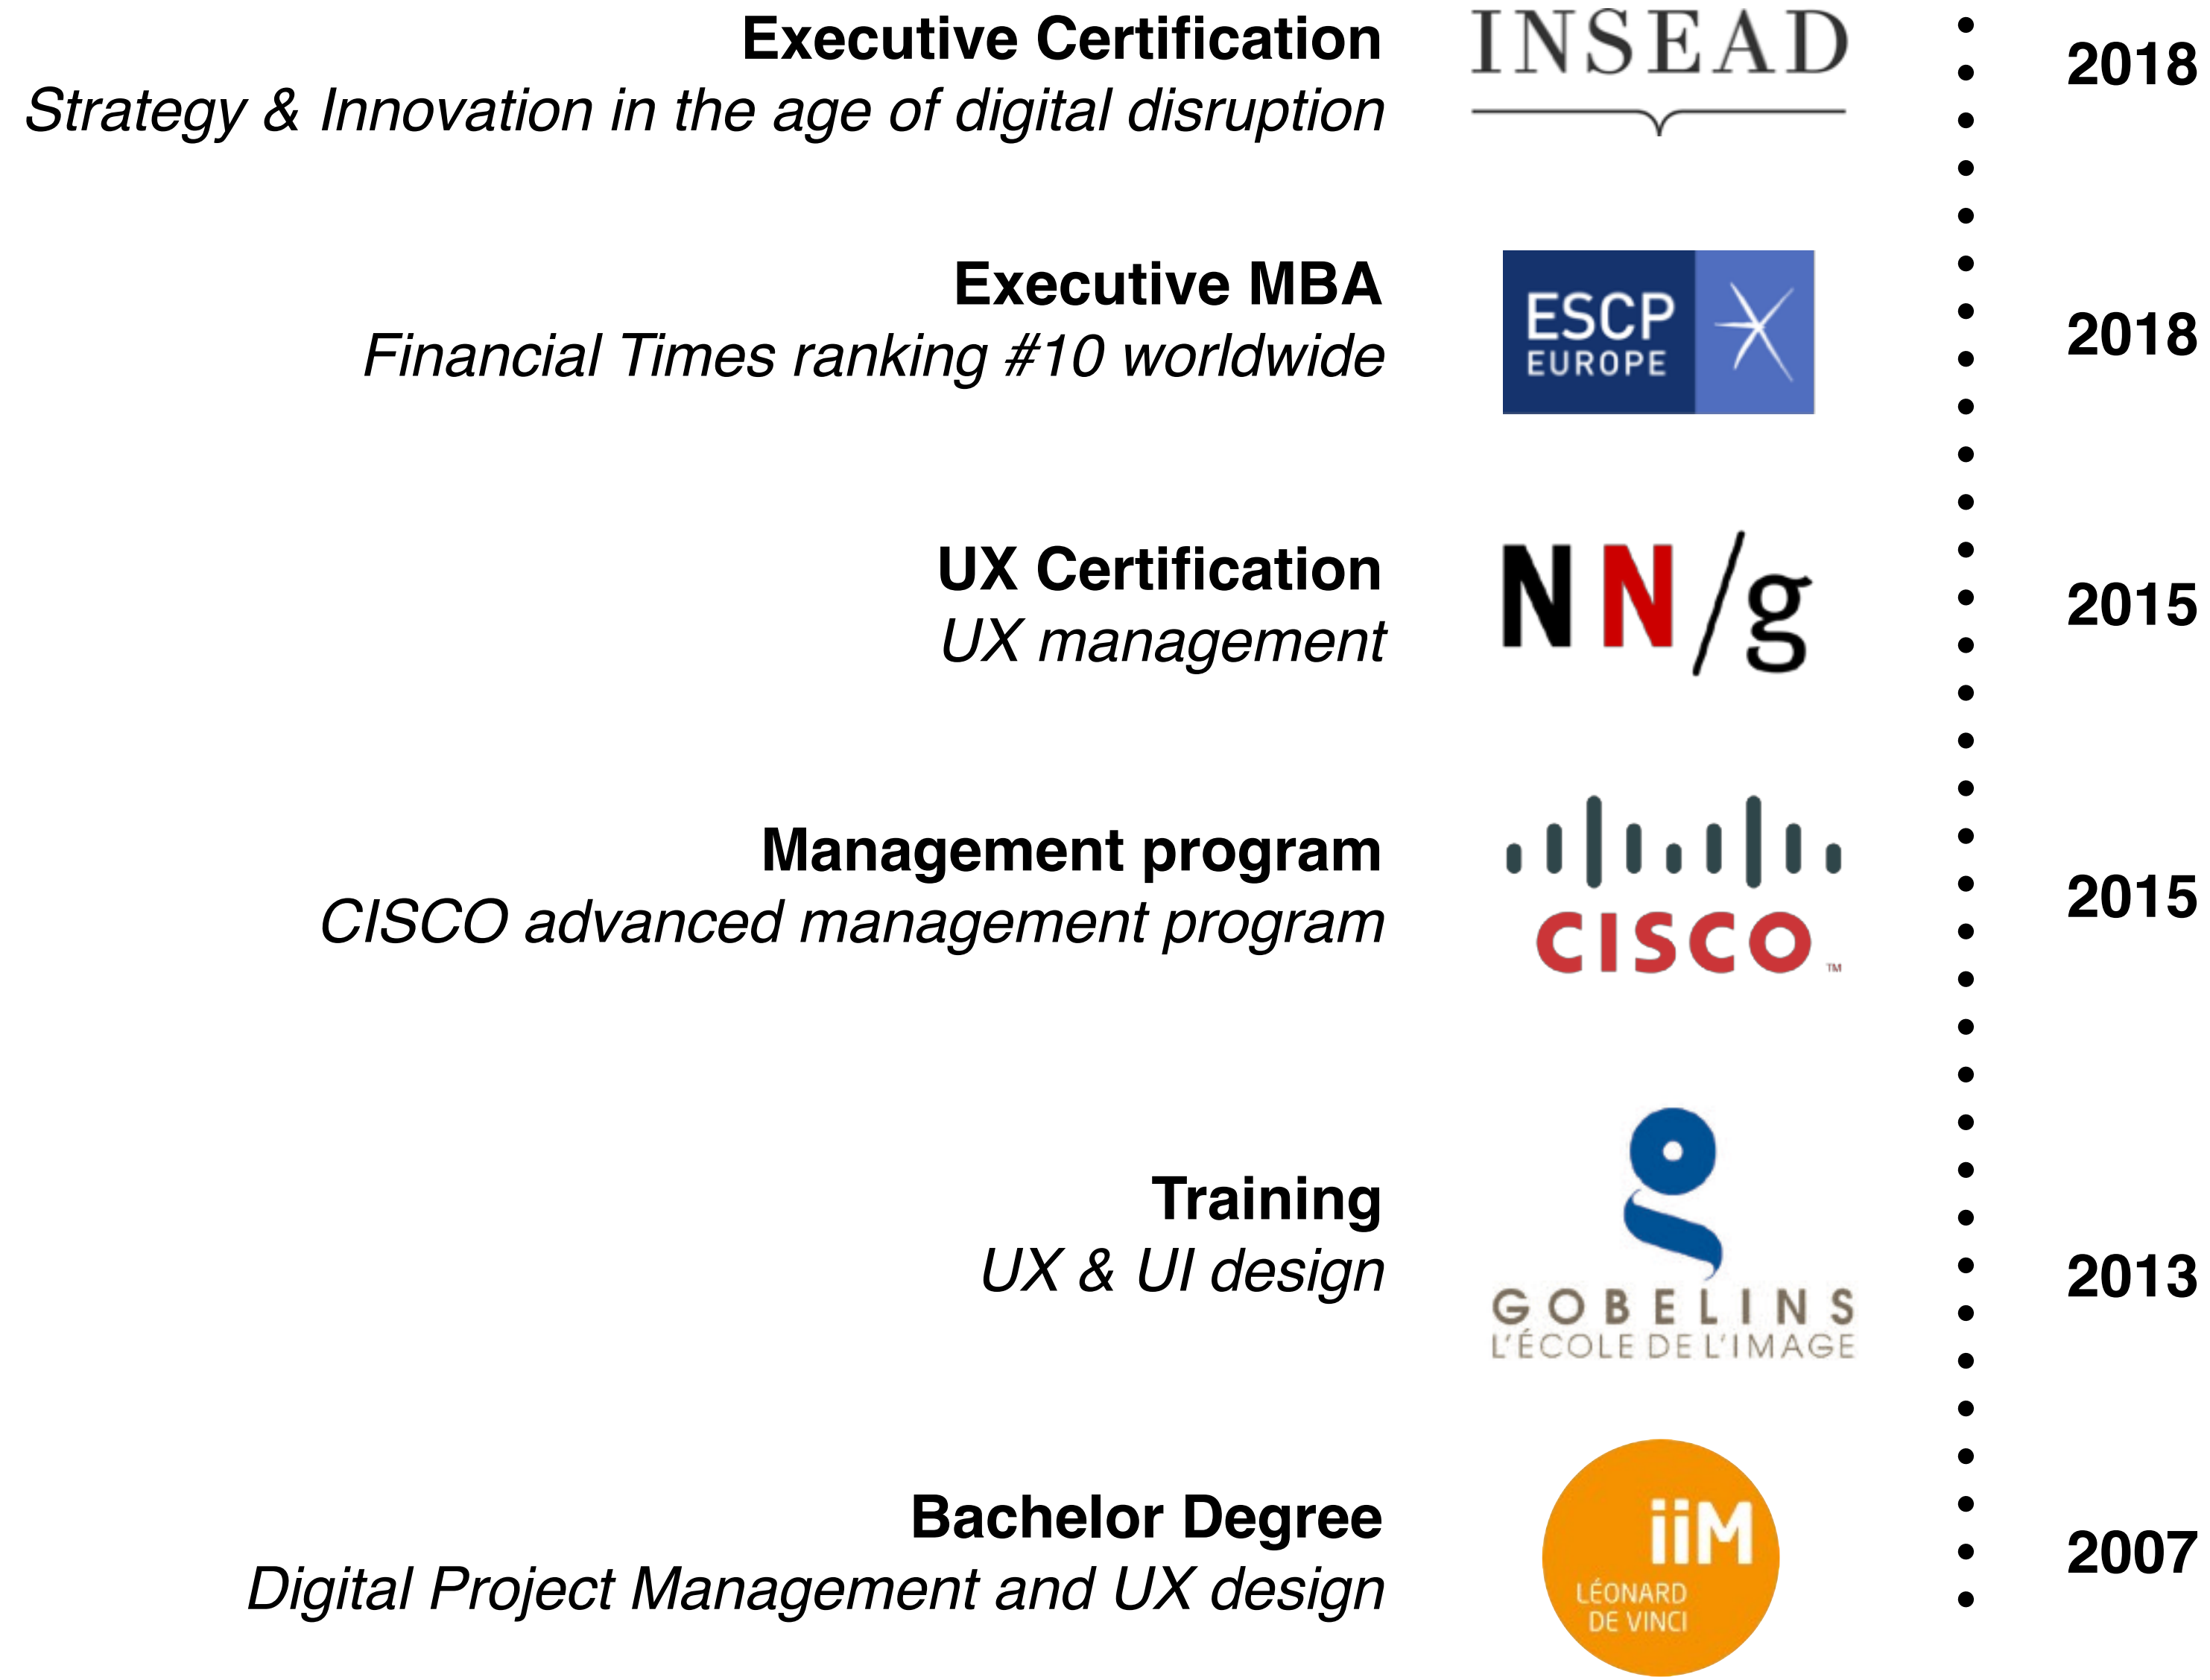 Executive Certification
Strategy & Innovation in the age of digital disruption
INSEAD
2018
Executive MBA
Financial Times ranking #10 worldwide
ESCP
EUROPE
2018
UX Certification
UX management
NN/g
2015
Management program
CISCO advanced management program
CISCO™
2015
Training
UX & UI design
GOBELINS
L'ÉCOLE DE L'IMAGE
2013
Bachelor Degree
Digital Project Management and UX design
iiM
LÉONARD
DE VINCI
2007